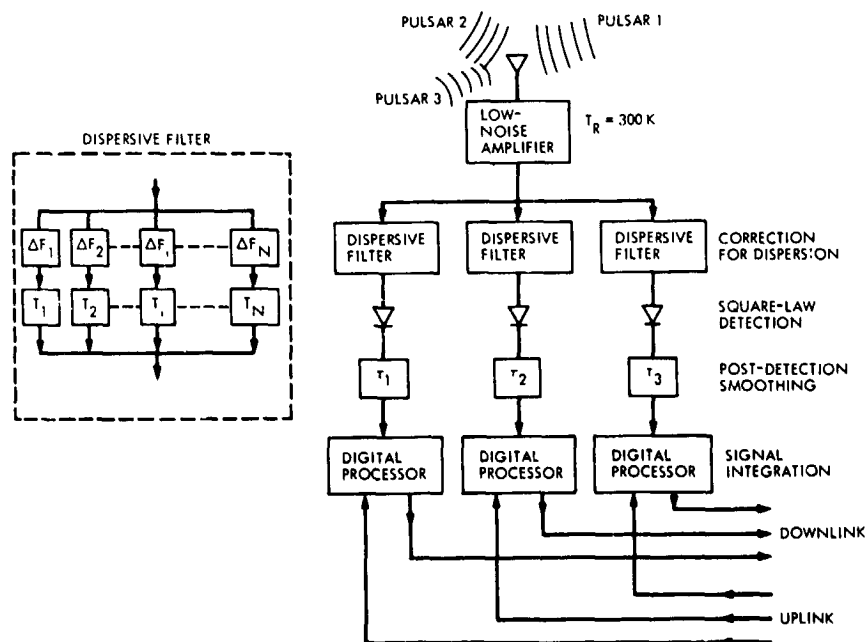 PULSAR 2
PULSAR 1
PULSAR 3
LOW-
NOISE
AMPLIFIER
T_R = 300 K
DISPERSIVE FILTER
ΔF_1 ΔF_2 ΔF_i ΔF_N
T_1 T_2 T_i T_N
DISPERSIVE
FILTER
DISPERSIVE
FILTER
DISPERSIVE
FILTER
CORRECTION
FOR DISPERSION
SQUARE-LAW
DETECTION
τ_1
τ_2
τ_3
POST-DETECTION
SMOOTHING
DIGITAL
PROCESSOR
DIGITAL
PROCESSOR
DIGITAL
PROCESSOR
SIGNAL
INTEGRATION
DOWNLINK
UPLINK